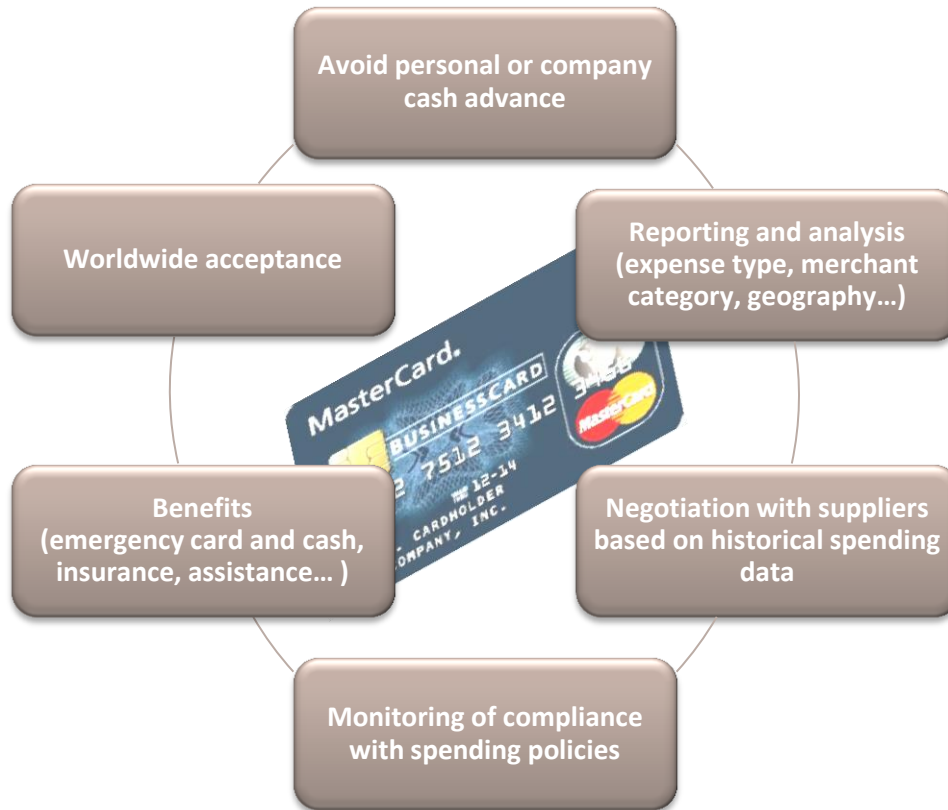 Avoid personal or company
cash advance
Worldwide acceptance
Reporting and analysis
(expense type, merchant
category, geography…)
MasterCard.
BUSINESSCARD
7512 3412 3456
MasterCard
12-14
CARDHOLDER
COMPANY, INC.
Benefits
(emergency card and cash,
insurance, assistance… )
Negotiation with suppliers
based on historical spending
data
Monitoring of compliance
with spending policies